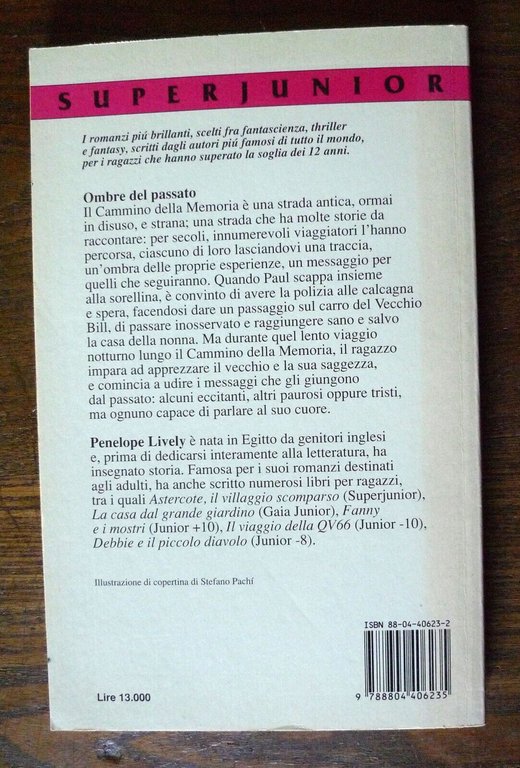 SUPERJUNIOR
I romanzi piú brillanti, scelti fra fantascienza, thriller
e fantasy, scritti dagli autori piú famosi di tutto il mondo,
per i ragazzi che hanno superato la soglia dei 12 anni.
Ombre del passato
Il Cammino della Memoria è una strada antica, ormai
in disuso, e strana; una strada che ha molte storie da
raccontare: per secoli, innumerevoli viaggiatori l'hanno
percorsa, ciascuno di loro lasciandovi una traccia,
un'ombra delle proprie esperienze, un messaggio per
quelli che seguiranno. Quando Paul scappa insieme
alla sorellina, è convinto di avere la polizia alle calcagna
e spera, facendosi dare un passaggio sul carro del Vecchio
Bill, di passare inosservato e raggiungere sano e salvo
la casa della nonna. Ma durante quel lento viaggio
notturno lungo il Cammino della Memoria, il ragazzo
impara ad apprezzare il vecchio e la sua saggezza,
e comincia a udire i messaggi che gli giungono
dal passato: alcuni eccitanti, altri paurosi oppure tristi,
ma ognuno capace di parlare al suo cuore.
Penelope Lively è nata in Egitto da genitori inglesi
e, prima di dedicarsi interamente alla letteratura, ha
insegnato storia. Famosa per i suoi romanzi destinati
agli adulti, ha anche scritto numerosi libri per ragazzi,
tra i quali Astercote, il villaggio scomparso (Superjunior),
La casa dal grande giardino (Gaia Junior), Fanny
e i mostri (Junior +10), Il viaggio della QV66 (Junior -10),
Debbie e il piccolo diavolo (Junior -8).
Illustrazione di copertina di Stefano Pachí
ISBN 88-04-40623-2
Lire 13.000
9 788804 406235